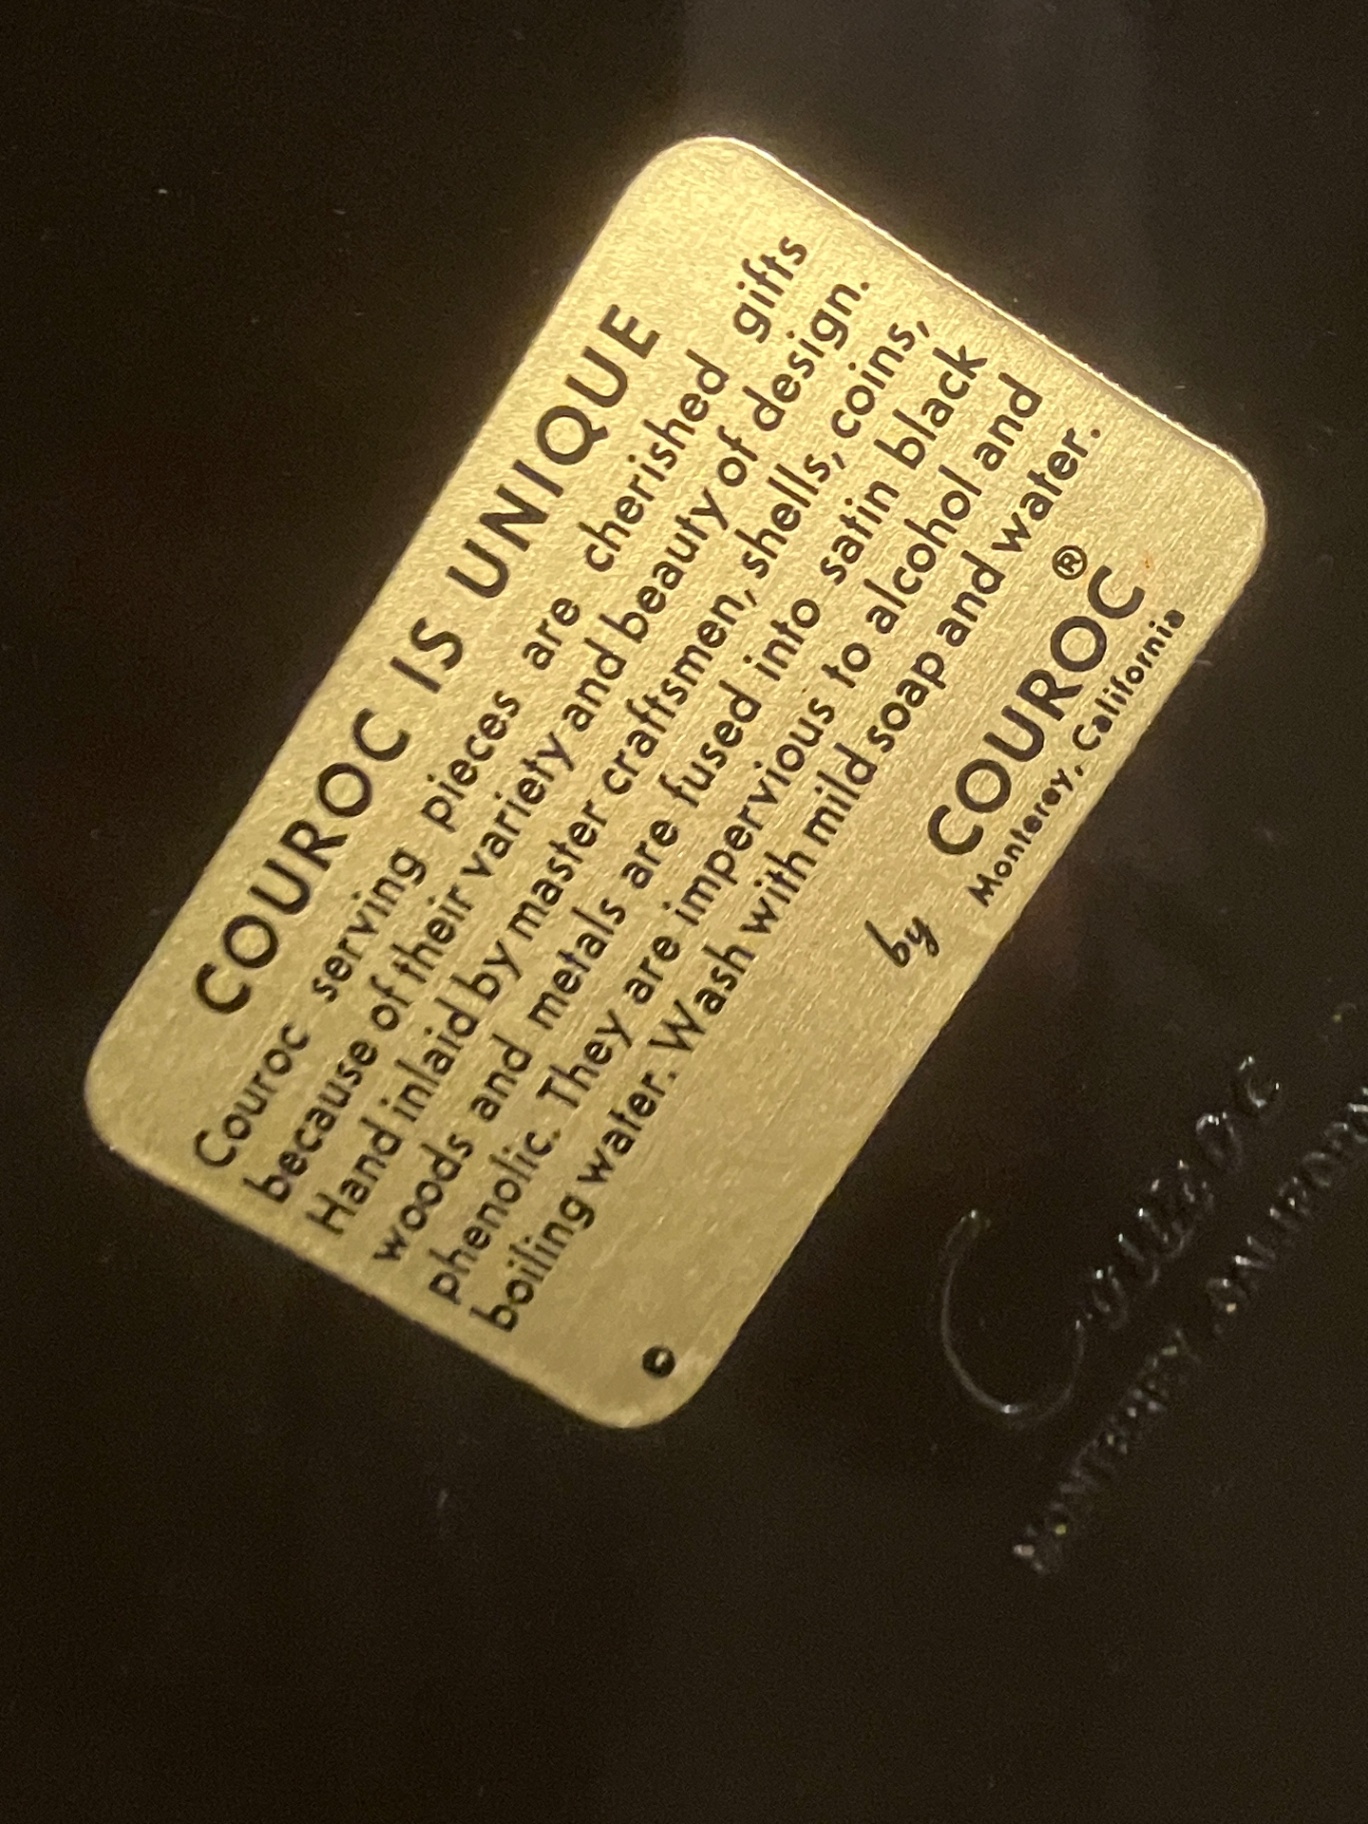 COUROC IS UNIQUE
Couroc serving pieces are cherished gifts
because of their variety and beauty of design.
Hand inlaid by master craftsmen, shells, coins,
woods and metals are fused into satin black
phenolic. They are impervious to alcohol and
boiling water. Wash with mild soap and water.
© by COUROC ®
Monterey, California
Couroc
MONTEREY